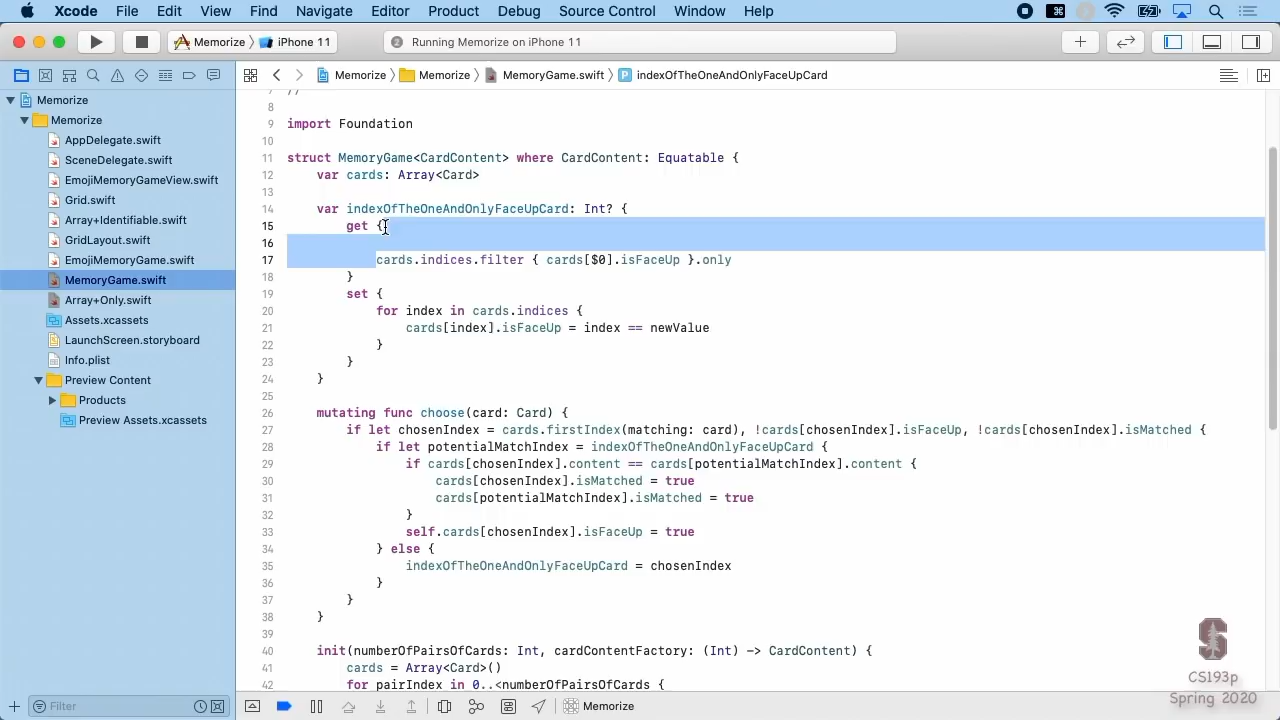 Xcode File Edit View Find Navigate Editor Product Debug Source Control Window Help
Memorize iPhone 11 2 Running Memorize on iPhone 11
Memorize Memorize MemoryGame.swift P indexOfTheOneAndOnlyFaceUpCard
Memorize
Memorize
AppDelegate.swift
SceneDelegate.swift
EmojiMemoryGameView.swift
Grid.swift
Array+Identifiable.swift
GridLayout.swift
EmojiMemoryGame.swift
MemoryGame.swift
Array+Only.swift
Assets.xcassets
LaunchScreen.storyboard
Info.plist
Preview Content
Products
Preview Assets.xcassets
Filter
7 //
8
9 import Foundation
10
11 struct MemoryGame<CardContent> where CardContent: Equatable {
12 var cards: Array<Card>
13
14 var indexOfTheOneAndOnlyFaceUpCard: Int? {
15 get {
16
17 cards.indices.filter { cards[$0].isFaceUp }.only
18 }
19 set {
20 for index in cards.indices {
21 cards[index].isFaceUp = index == newValue
22 }
23 }
24 }
25
26 mutating func choose(card: Card) {
27 if let chosenIndex = cards.firstIndex(matching: card), !cards[chosenIndex].isFaceUp, !cards[chosenIndex].isMatched {
28 if let potentialMatchIndex = indexOfTheOneAndOnlyFaceUpCard {
29 if cards[chosenIndex].content == cards[potentialMatchIndex].content {
30 cards[chosenIndex].isMatched = true
31 cards[potentialMatchIndex].isMatched = true
32 }
33 self.cards[chosenIndex].isFaceUp = true
34 } else {
35 indexOfTheOneAndOnlyFaceUpCard = chosenIndex
36 }
37 }
38 }
39
40 init(numberOfPairsOfCards: Int, cardContentFactory: (Int) -> CardContent) {
41 cards = Array<Card>()
42 for pairIndex in 0..<numberOfPairsOfCards {
Memorize
S
CS193p
Spring 2020